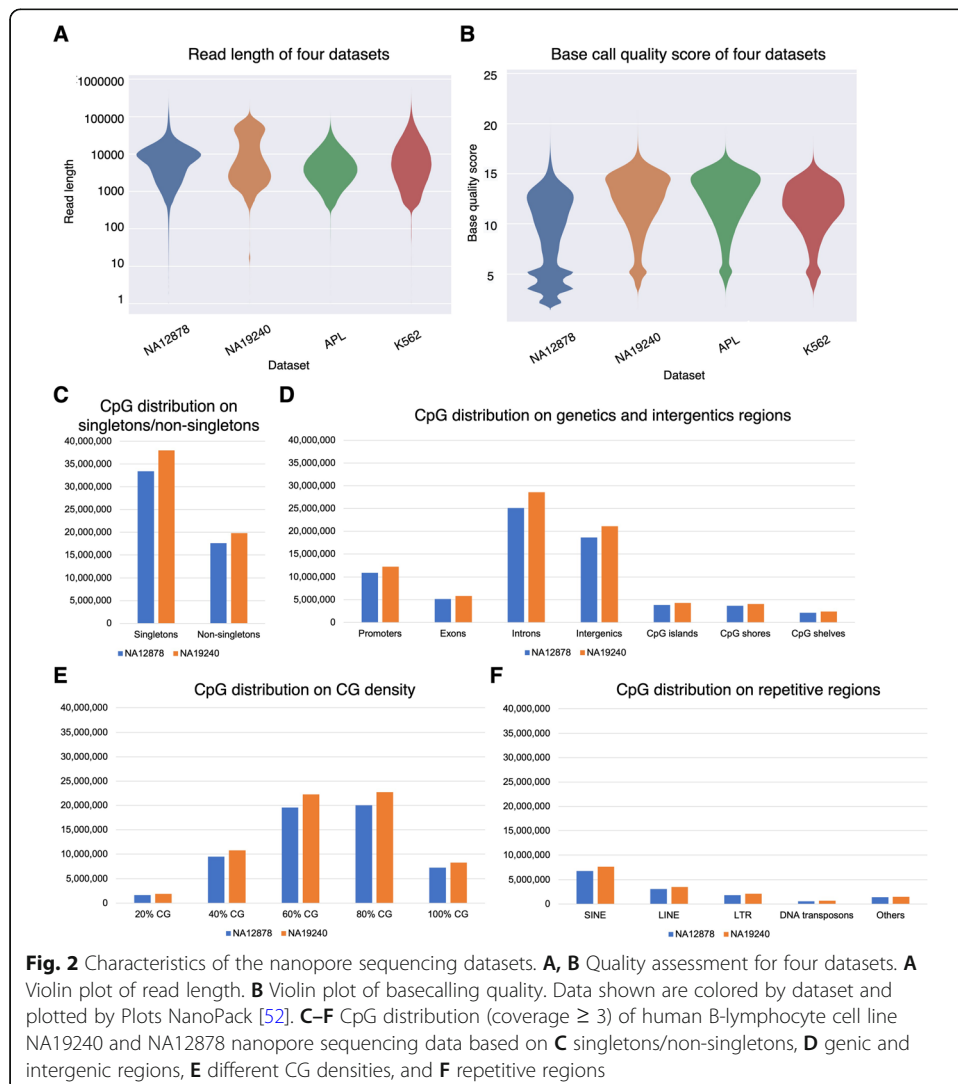 A
Read length of four datasets
1000000
100000
10000
1000
100
10
1
Read length
NA12878
NA19240
APL
K562
Dataset
B
Base call quality score of four datasets
25
20
15
10
5
Base quality score
NA12878
NA19240
APL
K562
Dataset
C
CpG distribution on
singletons/non-singletons
40,000,000
35,000,000
30,000,000
25,000,000
20,000,000
15,000,000
10,000,000
5,000,000
0
Singletons
Non-singletons
NA12878
NA19240
D
CpG distribution on genetics and intergentics regions
40,000,000
35,000,000
30,000,000
25,000,000
20,000,000
15,000,000
10,000,000
5,000,000
0
Promoters
Exons
Introns
Intergenics
CpG islands
CpG shores
CpG shelves
NA12878
NA19240
E
CpG distribution on CG density
40,000,000
35,000,000
30,000,000
25,000,000
20,000,000
15,000,000
10,000,000
5,000,000
0
20% CG
40% CG
60% CG
80% CG
100% CG
NA12878
NA19240
F
CpG distribution on repetitive regions
40,000,000
35,000,000
30,000,000
25,000,000
20,000,000
15,000,000
10,000,000
5,000,000
0
SINE
LINE
LTR
DNA transposons
Others
NA12878
NA19240
Fig. 2 Characteristics of the nanopore sequencing datasets. A, B Quality assessment for four datasets. A
Violin plot of read length. B Violin plot of basecalling quality. Data shown are colored by dataset and
plotted by Plots NanoPack [52]. C–F CpG distribution (coverage ≥ 3) of human B-lymphocyte cell line
NA19240 and NA12878 nanopore sequencing data based on C singletons/non-singletons, D genic and
intergenic regions, E different CG densities, and F repetitive regions